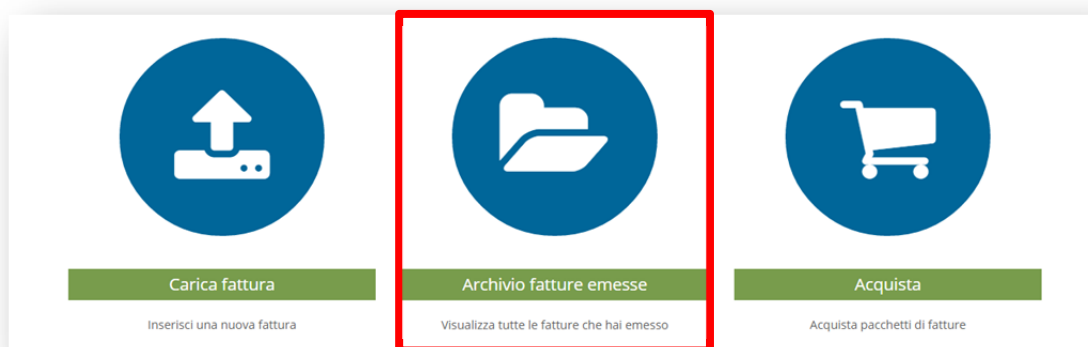 Carica fattura
Inserisci una nuova fattura
Archivio fatture emesse
Visualizza tutte le fatture che hai emesso
Acquista
Acquista pacchetti di fatture